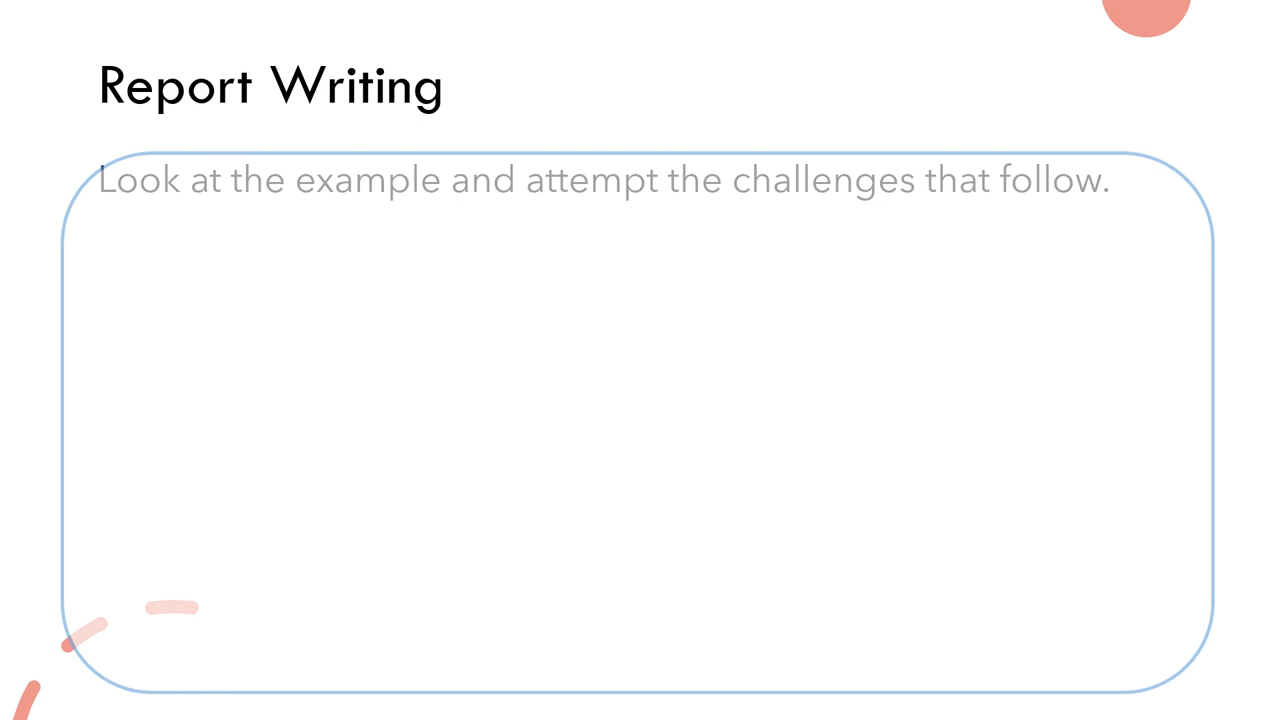 Report Writing
Look at the example and attempt the challenges that follow.